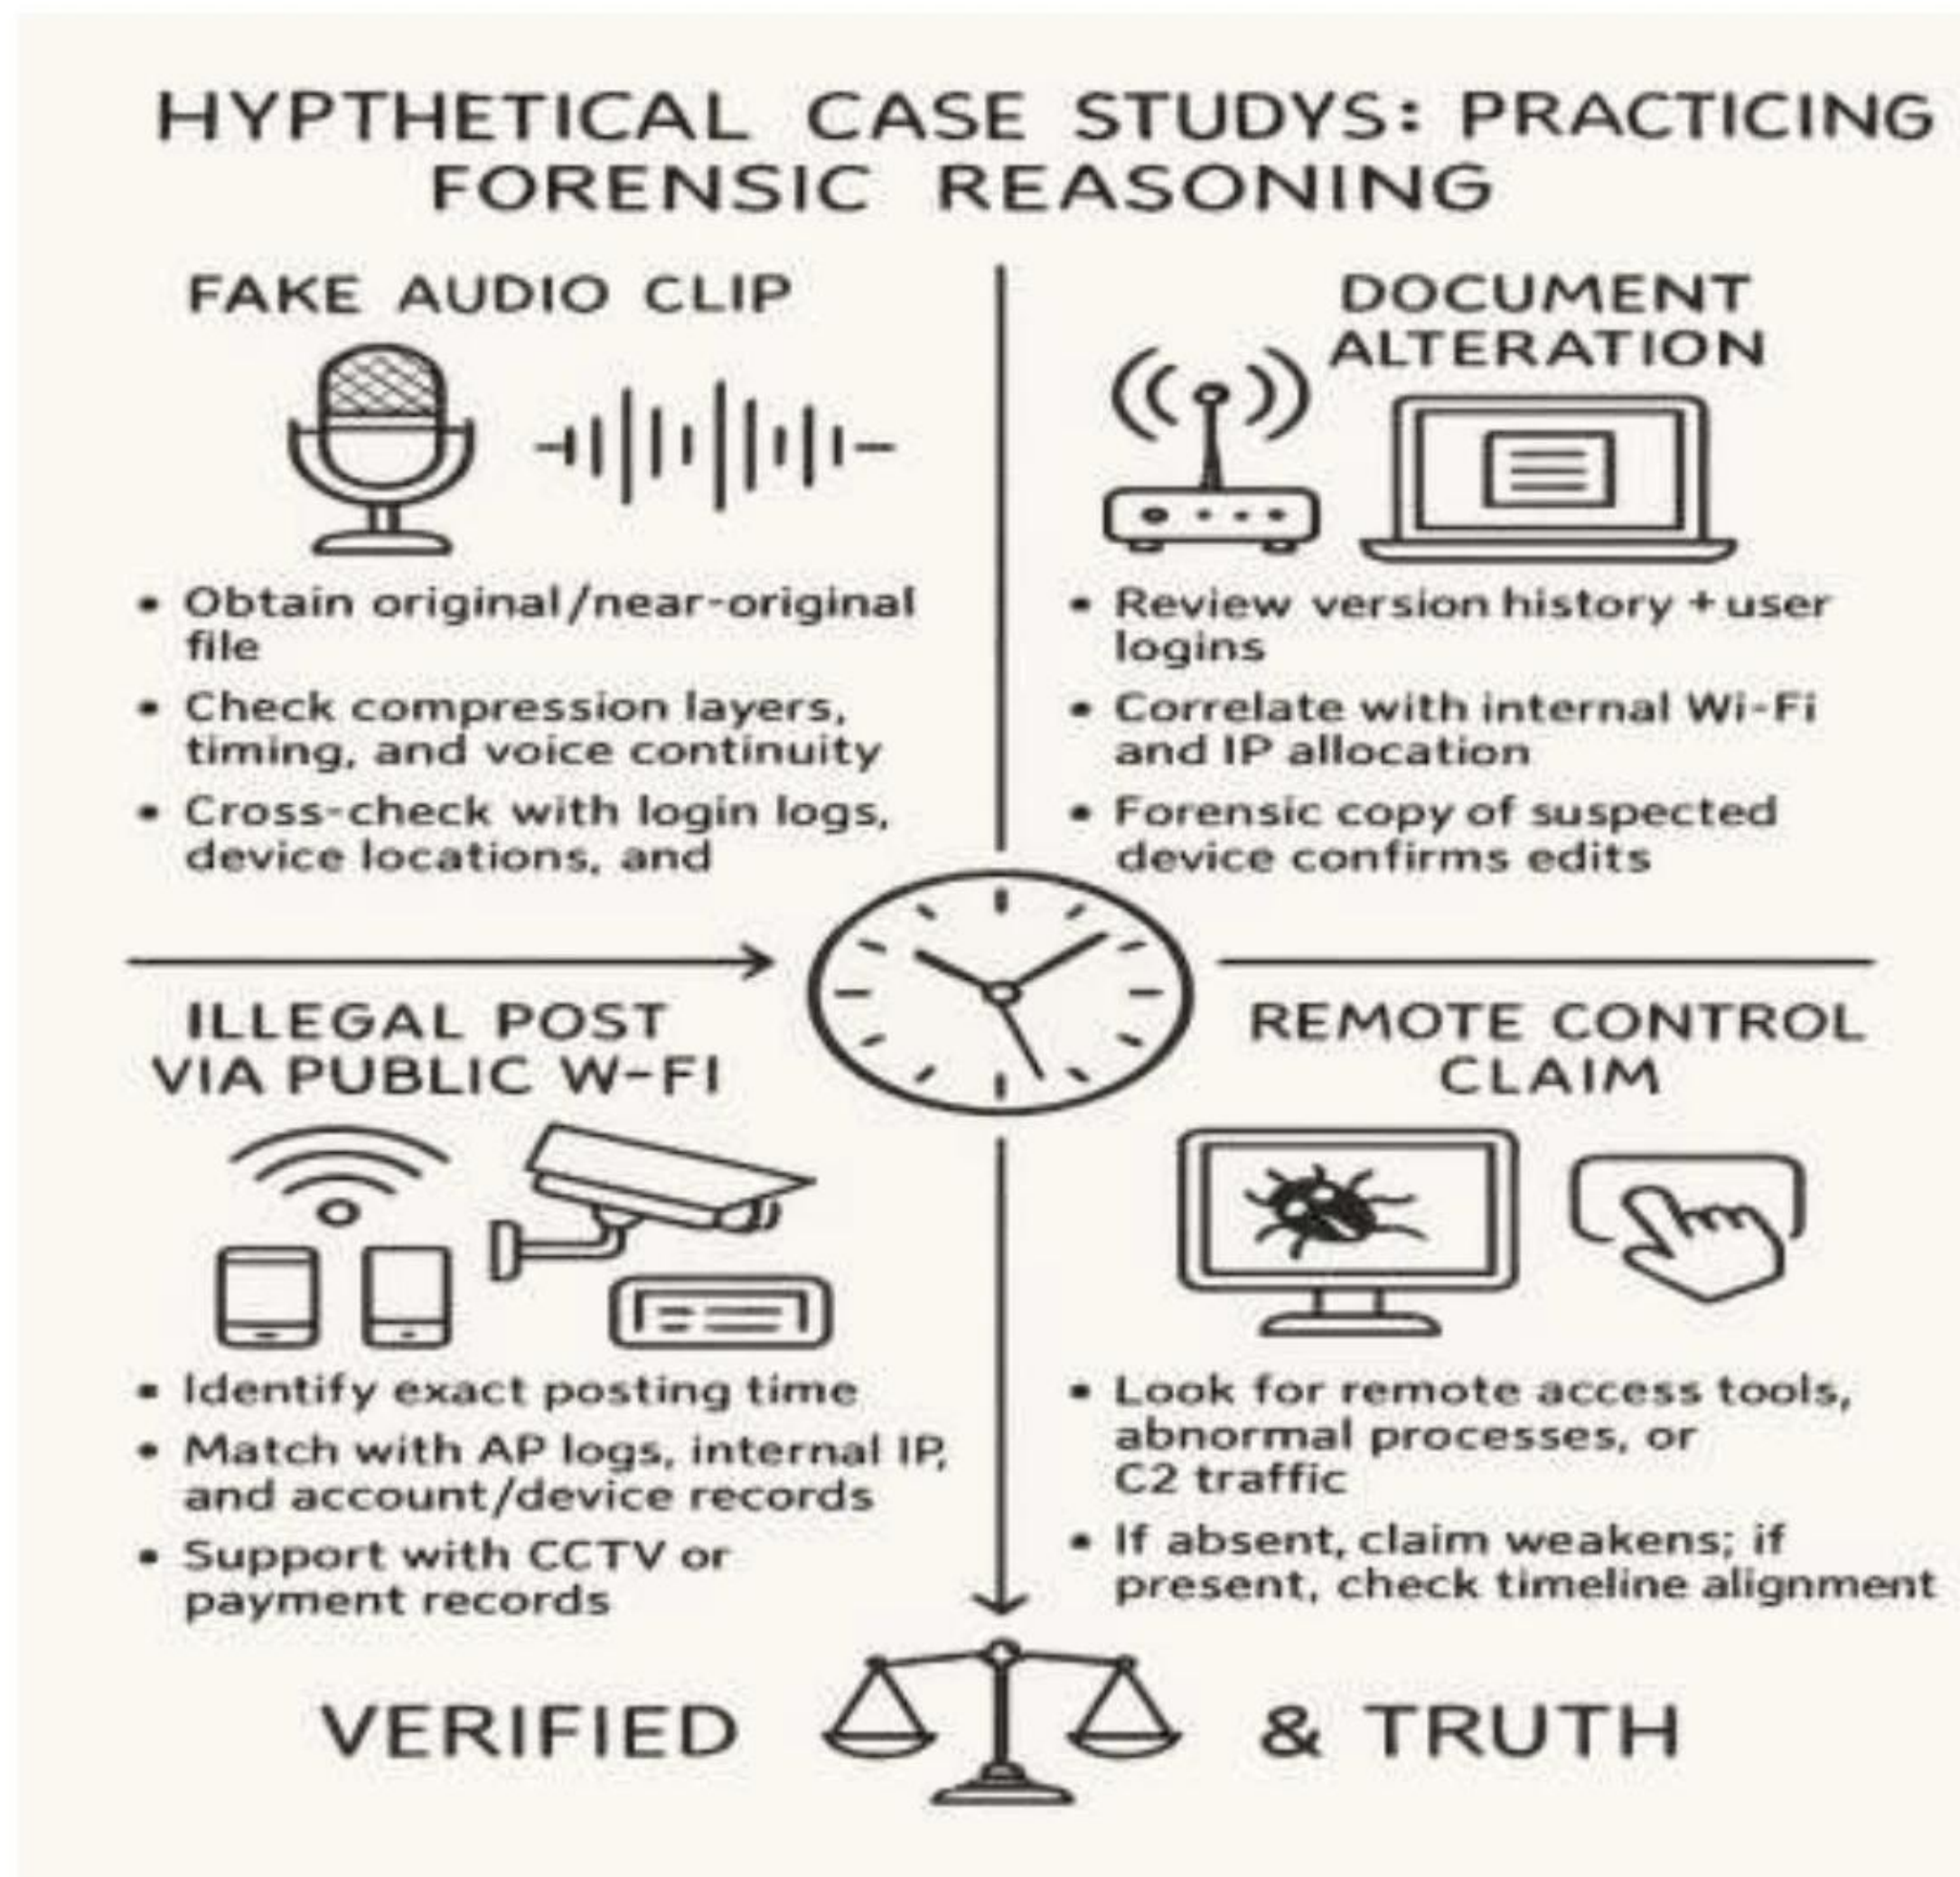 HYPTHETICAL CASE STUDYS: PRACTICING
FORENSIC REASONING
FAKE AUDIO CLIP
• Obtain original/near-original
file
• Check compression layers,
timing, and voice continuity
• Cross-check with login logs,
device locations, and
DOCUMENT
ALTERATION
• Review version history + user
logins
• Correlate with internal Wi-Fi
and IP allocation
• Forensic copy of suspected
device confirms edits
ILLEGAL POST
VIA PUBLIC W-FI
• Identify exact posting time
• Match with AP logs, internal IP,
and account/device records
• Support with CCTV or
payment records
REMOTE CONTROL
CLAIM
• Look for remote access tools,
abnormal processes, or
C2 traffic
• If absent, claim weakens; if
present, check timeline alignment
VERIFIED & TRUTH